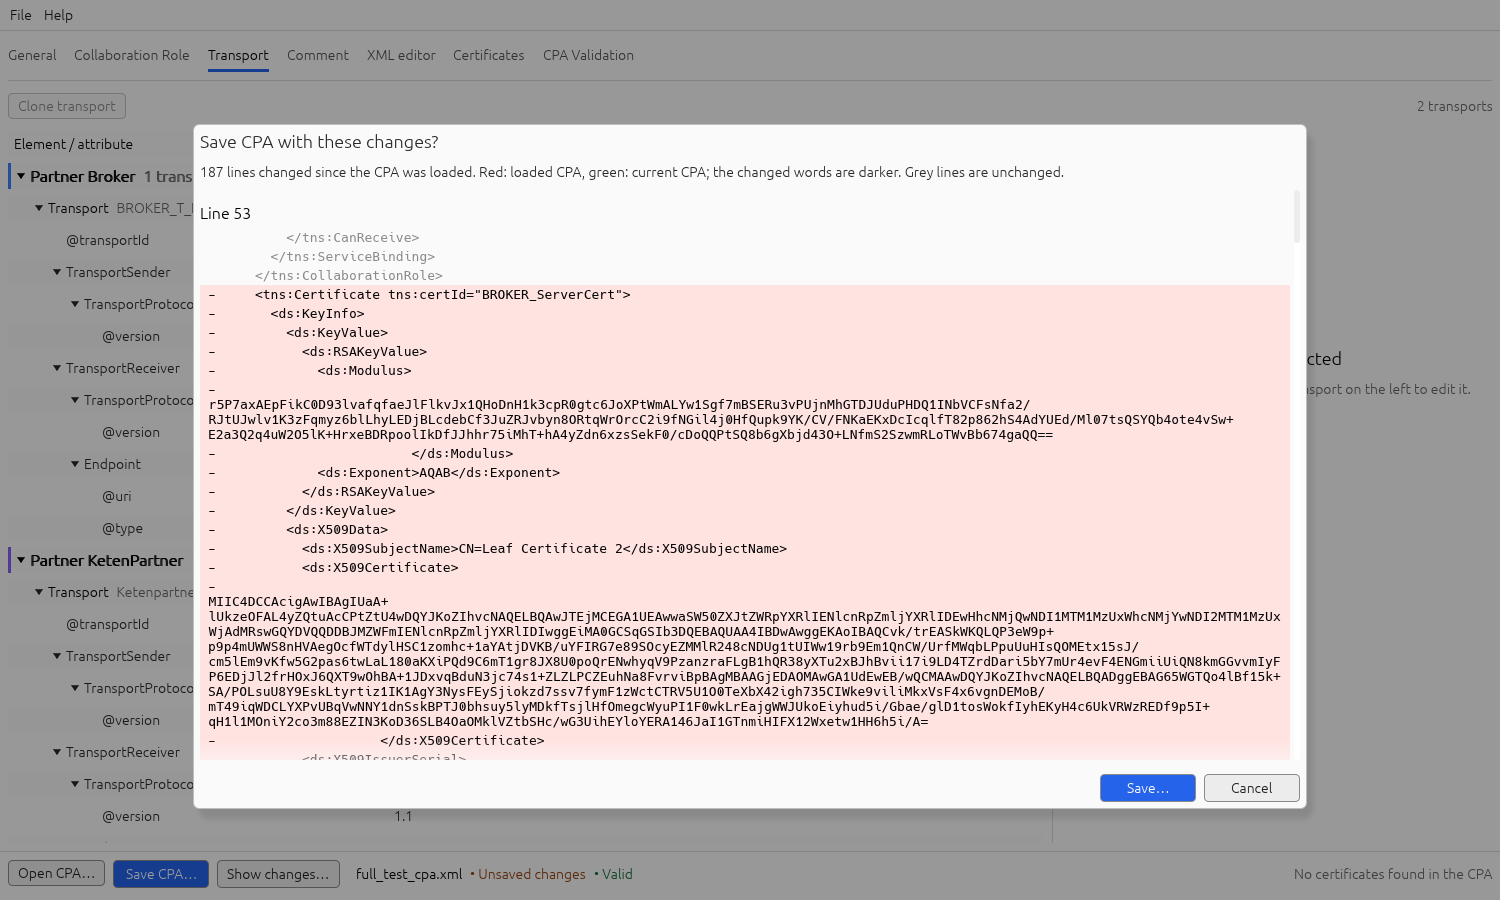 File Help
General Collaboration Role Transport Comment XML editor Certificates CPA Validation
Clone transport 2 transports
Element / attribute
Partner Broker 1 trans
Transport BROKER_T_
@transportId
TransportSender
TransportProtoco
@version
TransportReceiver
TransportProtoco
@version
Endpoint
@uri
@type
Partner KetenPartner
Transport Ketenpartne
@transportId
TransportSender
TransportProtoco
@version
TransportReceiver
TransportProtoco
@version 1.1
Save CPA with these changes?
187 lines changed since the CPA was loaded. Red: loaded CPA, green: current CPA; the changed words are darker. Grey lines are unchanged.
Line 53
</tns:CanReceive>
</tns:ServiceBinding>
</tns:CollaborationRole>
- <tns:Certificate tns:certId="BROKER_ServerCert">
- <ds:KeyInfo>
- <ds:KeyValue>
- <ds:RSAKeyValue>
- <ds:Modulus>
-
r5P7axAEpFikC0D93lvafqfaeJlFlkvJx1QHoDnH1k3cpR0gtc6JoXPtWmALYw1Sgf7mBSERu3vPUjnMhGTDJUduPHDQ1INbVCFsNfa2/
RJtUJwlv1K3zFqmyz6blLhyLEDjBLcdebCf3JuZRJvbyn8ORtqWrOrcC2i9fNGil4j0HfQupk9YK/CV/FNKaEKxDcIcqlfT82p862hS4AdYUEd/Ml07tsQSYQb4ote4vSw+
E2a3Q2q4uW2O5lK+HrxeBDRpoolIkDfJJhhr75iMhT+hA4yZdn6xzsSekF0/cDoQQPtSQ8b6gXbjd43O+LNfmS2SzwmRLoTWvBb674gaQQ==
- </ds:Modulus>
- <ds:Exponent>AQAB</ds:Exponent>
- </ds:RSAKeyValue>
- </ds:KeyValue>
- <ds:X509Data>
- <ds:X509SubjectName>CN=Leaf Certificate 2</ds:X509SubjectName>
- <ds:X509Certificate>
-
MIIC4DCCAcigAwIBAgIUaA+
lUkzeOFAL4yZQtuAcCPtZtU4wDQYJKoZIhvcNAQELBQAwJTEjMCEGA1UEAwwaSW50ZXJtZWRpYXRlIENlcnRpZmljYXRlIDEwHhcNMjQwNDI1MTM1MzUxWhcNMjYwNDI2MTM1MzUx
WjAdMRswGQYDVQQDDBJMZWFmIENlcnRpZmljYXRlIDIwggEiMA0GCSqGSIb3DQEBAQUAA4IBDwAwggEKAoIBAQCvk/trEASkWKQLQP3eW9p+
p9p4mUWWS8nHVAegOcfWTdylHSC1zomhc+1aYAtjDVKB/uYFIRG7e89SOcyEZMMlR248cNDUg1tUIWw19rb9Em1QnCW/UrfMWqbLPpuUuHIsQOMEtx15sJ/
cm5lEm9vKfw5G2pas6twLaL180aKXiPQd9C6mT1gr8JX8U0poQrENwhyqV9PzanzraFLgB1hQR38yXTu2xBJhBvii17i9LD4TZrdDari5bY7mUr4evF4ENGmiiUiQN8kmGGvvmIyF
P6EDjJl2frHOxJ6QXT9wOhBA+1JDxvqBduN3jc74s1+ZLZLPCZEuhNa8FvrviBpBAgMBAAGjEDAOMAwGA1UdEwEB/wQCMAAwDQYJKoZIhvcNAQELBQADggEBAG65WGTQo4lBf15k+
SA/POLsuU8Y9EskLtyrtiz1IK1AgY3NysFEySjiokzd7ssv7fymF1zWctCTRV5U1O0TeXbX42igh735CIWke9viliMkxVsF4x6vgnDEMoB/
mT49iqWDCLYXPvUBqVwNNY1dnSskBPTJ0bhsuy5lyMDkfTsjlHfOmegcWyuPI1F0wkLrEajgWWJUkoEiyhud5i/Gbae/glD1tosWokfIyhEKyH4c6UkVRWzREDf9p5I+
qH1l1MOniY2co3m88EZIN3KoD36SLB4OaOMklVZtbSHc/wG3UihEYloYERA146JaI1GTnmiHIFX12Wxetw1HH6h5i/A=
- </ds:X509Certificate>
<ds:X509IssuerSerial>
Save... Cancel
cted
nsport on the left to edit it.
Open CPA... Save CPA... Show changes... full_test_cpa.xml • Unsaved changes • Valid No certificates found in the CPA